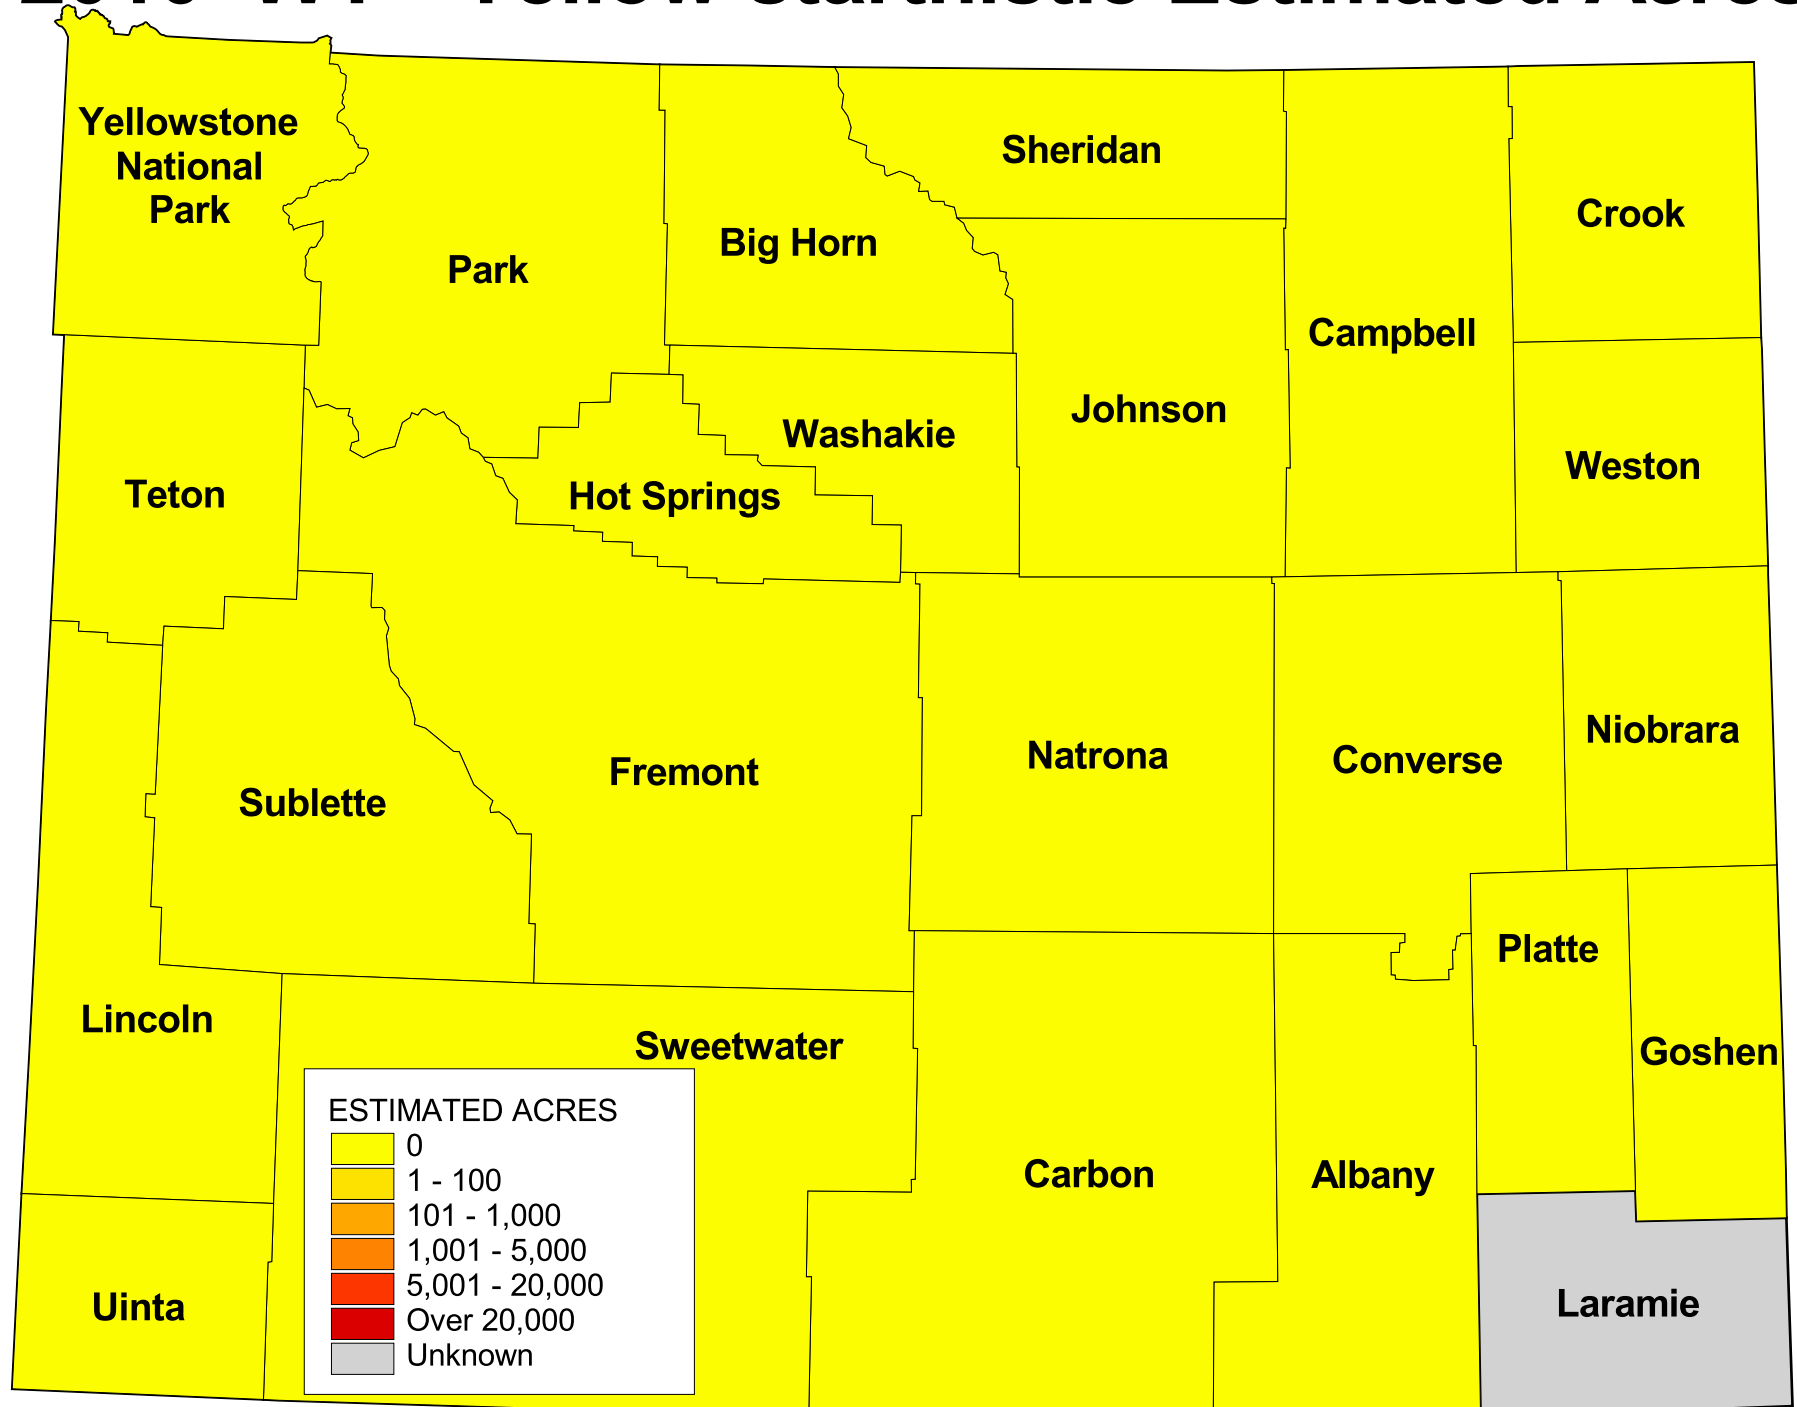 Yellowstone
National
Park
Park
Big Horn
Sheridan
Crook
Campbell
Johnson
Washakie
Weston
Teton
Hot Springs
Fremont
Natrona
Converse
Niobrara
Sublette
Platte
Lincoln
Sweetwater
Goshen
Carbon
Albany
Uinta
Laramie
ESTIMATED ACRES
0
1 - 100
101 - 1,000
1,001 - 5,000
5,001 - 20,000
Over 20,000
Unknown